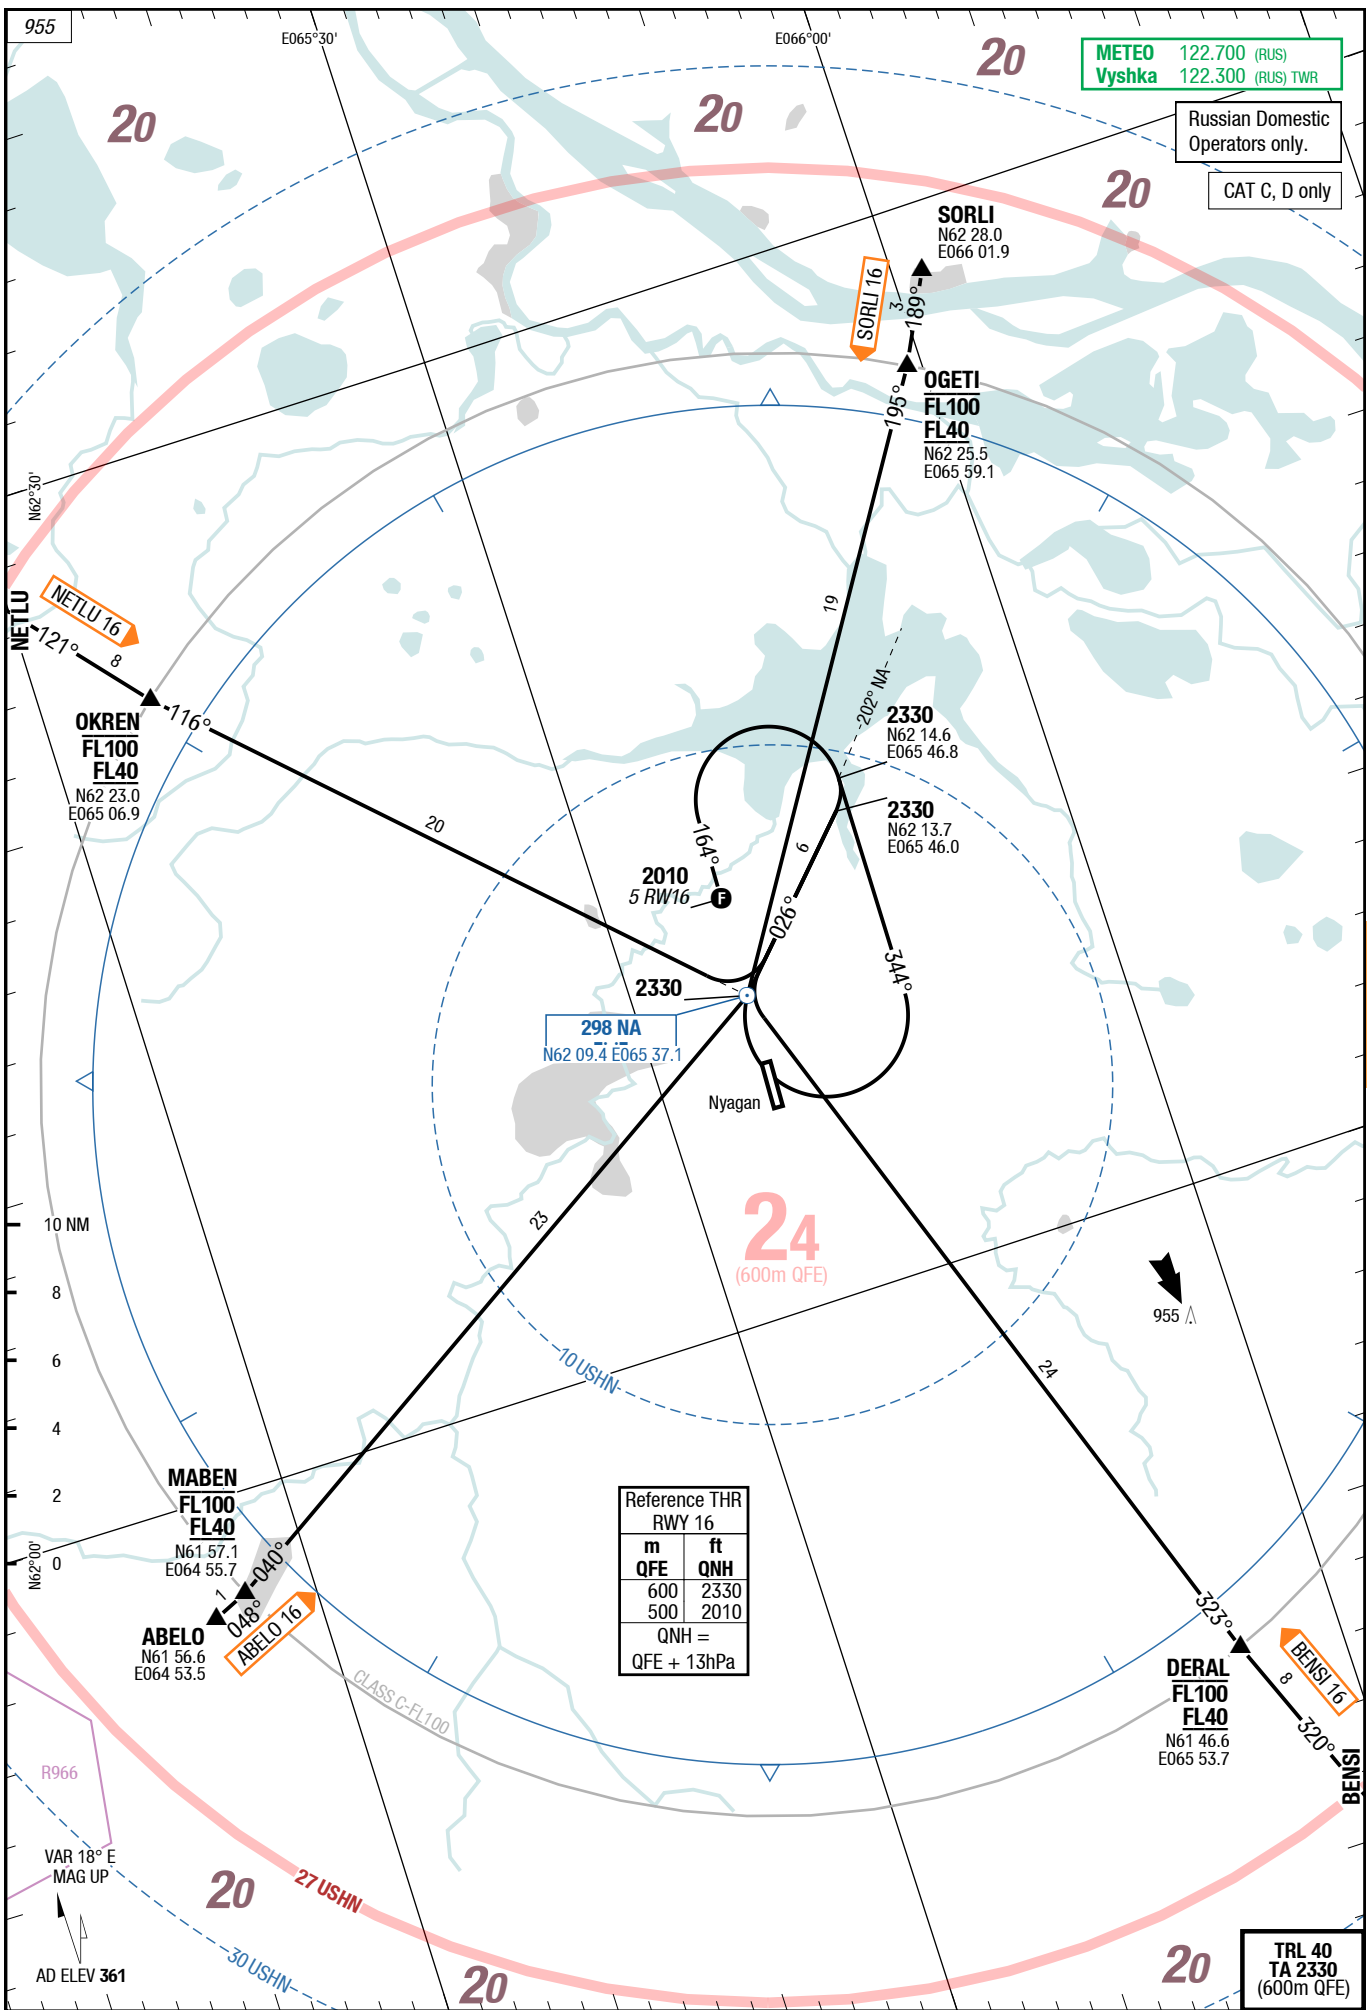 955
E065°30'
E066°00'
METEO 122.700 (RUS)
Vyshka 122.300 (RUS) TWR
Russian Domestic
Operators only.
CAT C, D only
20
20
20
20
SORLI
N62 28.0
E066 01.9
SORLI 16
3
189°
OGETI
FL100
FL40
N62 25.5
E065 59.1
195°
N62°30'
19
NETLU
NETLU 16
121°
8
OKREN
FL100
FL40
N62 23.0
E065 06.9
116°
20
202° NA
2330
N62 14.6
E065 46.8
2330
N62 13.7
E065 46.0
164°
6
2010
5 RW16
F
026°
344°
2330
298 NA
N62 09.4 E065 37.1
Nyagan
24
(600m QFE)
23
10 NM
8
6
4
2
0
N62°00'
955
10 USHN
24
MABEN
FL100
FL40
N61 57.1
E064 55.7
040°
1
048°
ABELO
N61 56.6
E064 53.5
ABELO 16
Reference THR
RWY 16
m ft
QFE QNH
600 2330
500 2010
QNH =
QFE + 13hPa
323°
DERAL
FL100
FL40
N61 46.6
E065 53.7
BENSI 16
8
320°
BENSI
CLASS C-FL100
R966
VAR 18° E
MAG UP
AD ELEV 361
20
27 USHN
30 USHN
20
20
TRL 40
TA 2330
(600m QFE)